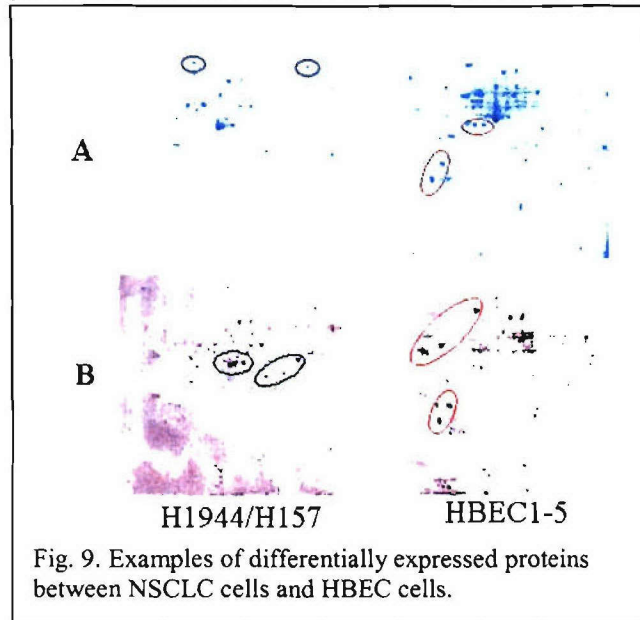 A
B
H1944/H157 HBEC1-5
Fig. 9. Examples of differentially expressed proteins
between NSCLC cells and HBEC cells.